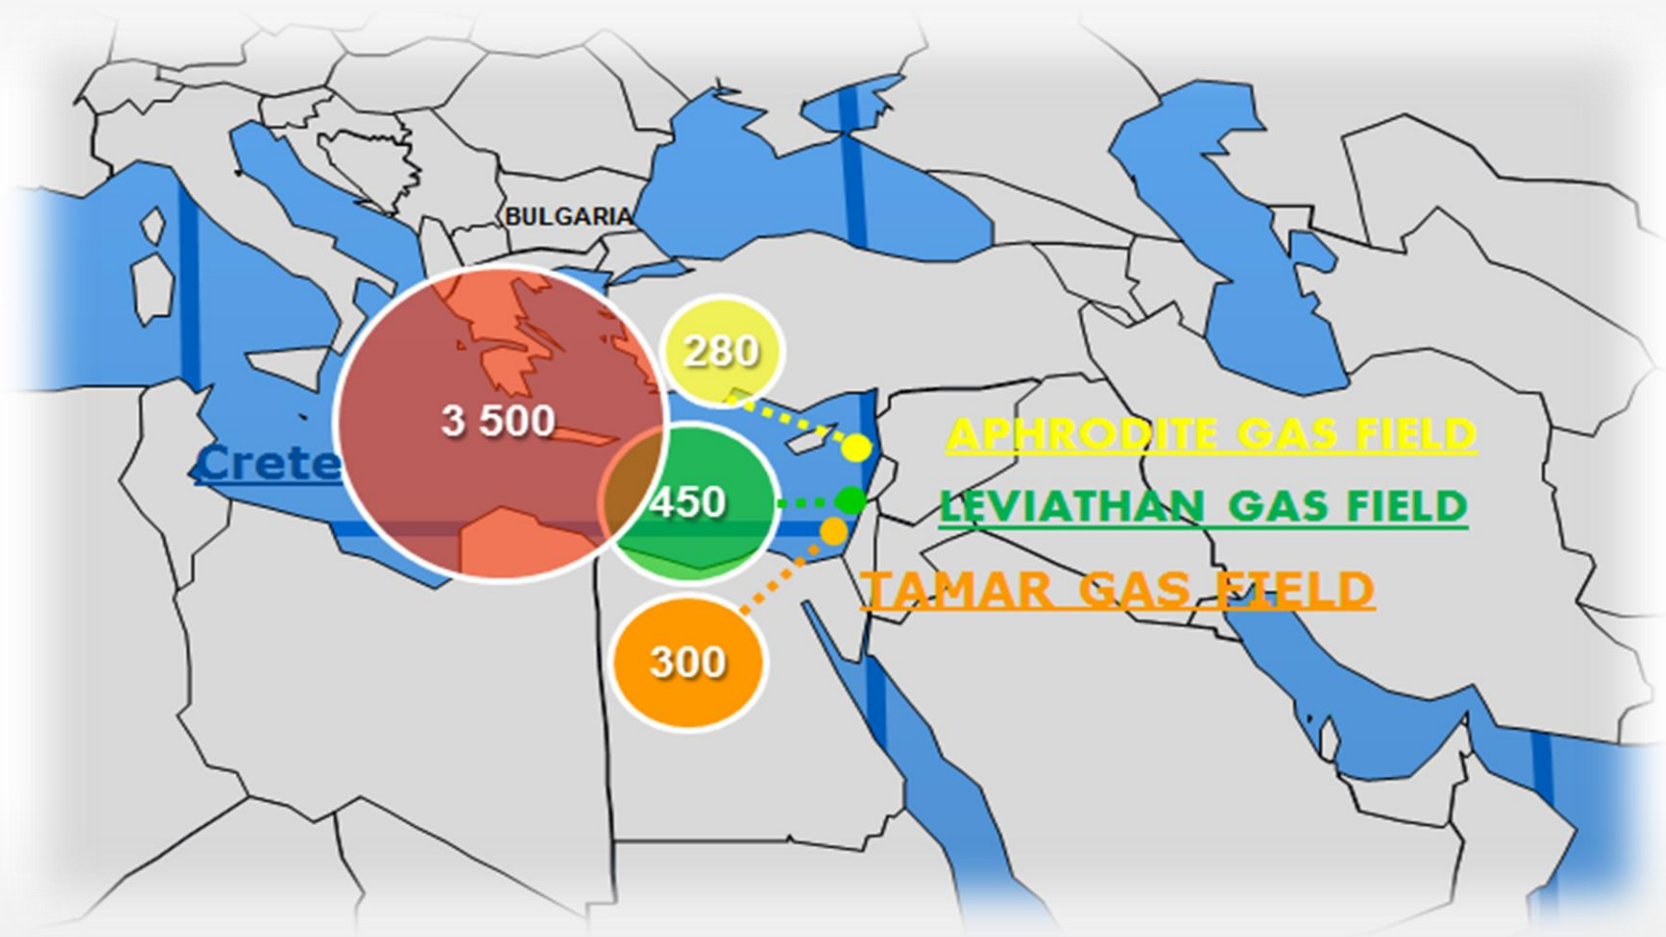 BULGARIA
280
3 500
APHRODITE GAS FIELD
Crete
450
LEVIATHAN GAS FIELD
TAMAR GAS FIELD
300